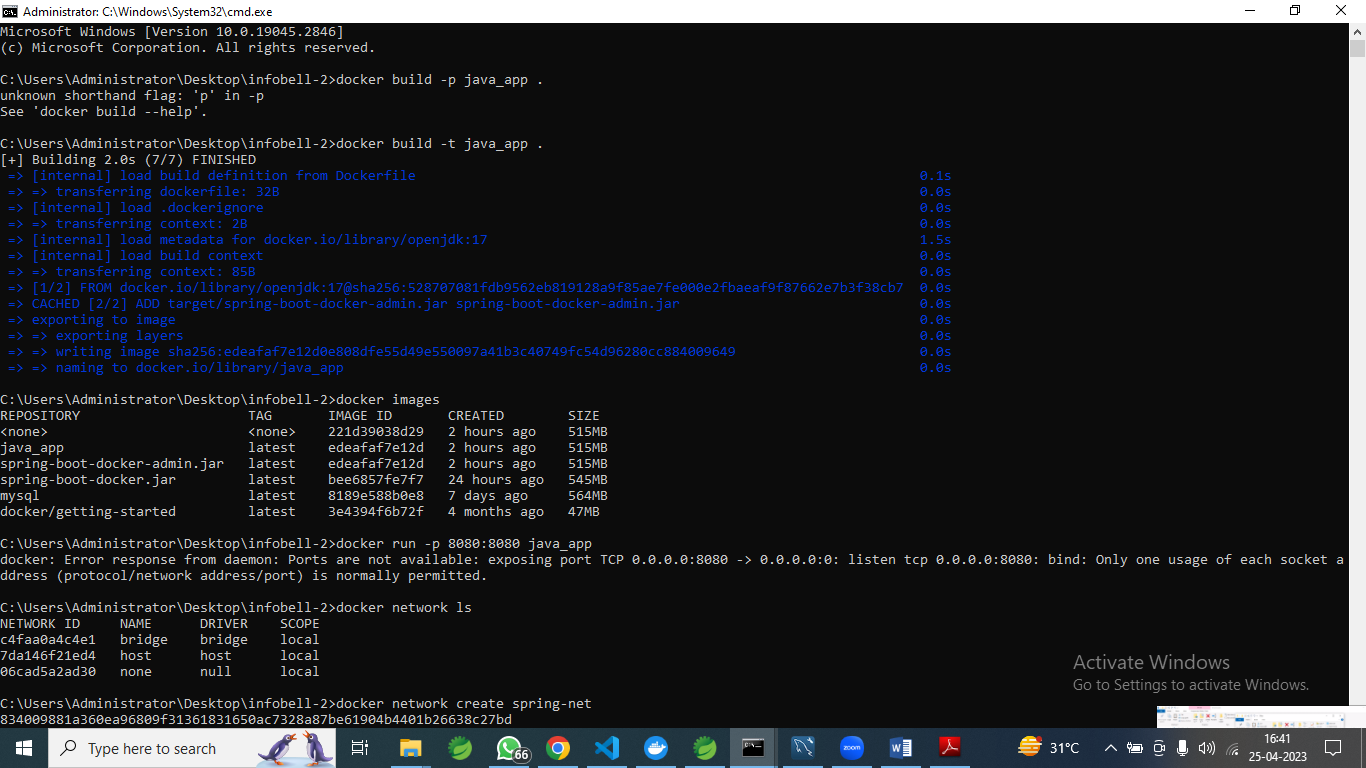 Administrator: C:\Windows\System32\cmd.exe
Microsoft Windows [Version 10.0.19045.2846]
(c) Microsoft Corporation. All rights reserved.
C:\Users\Administrator\Desktop\infobell-2>docker build -p java_app .
unknown shorthand flag: 'p' in -p
See 'docker build --help'.
C:\Users\Administrator\Desktop\infobell-2>docker build -t java_app .
[+] Building 2.0s (7/7) FINISHED
=> [internal] load build definition from Dockerfile 0.1s
=> => transferring dockerfile: 32B 0.0s
=> [internal] load .dockerignore 0.0s
=> => transferring context: 2B 0.0s
=> [internal] load metadata for docker.io/library/openjdk:17 1.5s
=> [internal] load build context 0.0s
=> => transferring context: 85B 0.0s
=> [1/2] FROM docker.io/library/openjdk:17@sha256:528707081fdb9562eb819128a9f85ae7fe000e2fbaeaf9f87662e7b3f38cb7 0.0s
=> CACHED [2/2] ADD target/spring-boot-docker-admin.jar spring-boot-docker-admin.jar 0.0s
=> exporting to image 0.0s
=> => exporting layers 0.0s
=> => writing image sha256:edeafaf7e12d0e808dfe55d49e550097a41b3c40749fc54d96280cc884009649 0.0s
=> => naming to docker.io/library/java_app 0.0s
C:\Users\Administrator\Desktop\infobell-2>docker images
REPOSITORY TAG IMAGE ID CREATED SIZE
<none> <none> 221d39038d29 2 hours ago 515MB
java_app latest edeafaf7e12d 2 hours ago 515MB
spring-boot-docker-admin.jar latest edeafaf7e12d 2 hours ago 515MB
spring-boot-docker.jar latest bee6857fe7f7 24 hours ago 545MB
mysql latest 8189e588b0e8 7 days ago 564MB
docker/getting-started latest 3e4394f6b72f 4 months ago 47MB
C:\Users\Administrator\Desktop\infobell-2>docker run -p 8080:8080 java_app
docker: Error response from daemon: Ports are not available: exposing port TCP 0.0.0.0:8080 -> 0.0.0.0:0: listen tcp 0.0.0.0:8080: bind: Only one usage of each socket a
ddress (protocol/network address/port) is normally permitted.
C:\Users\Administrator\Desktop\infobell-2>docker network ls
NETWORK ID NAME DRIVER SCOPE
c4faa0a4c4e1 bridge bridge local
7da146f21ed4 host host local
06cad5a2ad30 none null local
C:\Users\Administrator\Desktop\infobell-2>docker network create spring-net
834009881a360ea96809f31361831650ac7328a87be61904b4401b26638c27bd
Activate Windows
Go to Settings to activate Windows.
Type here to search
66
zoom
31°C
16:41
25-04-2023